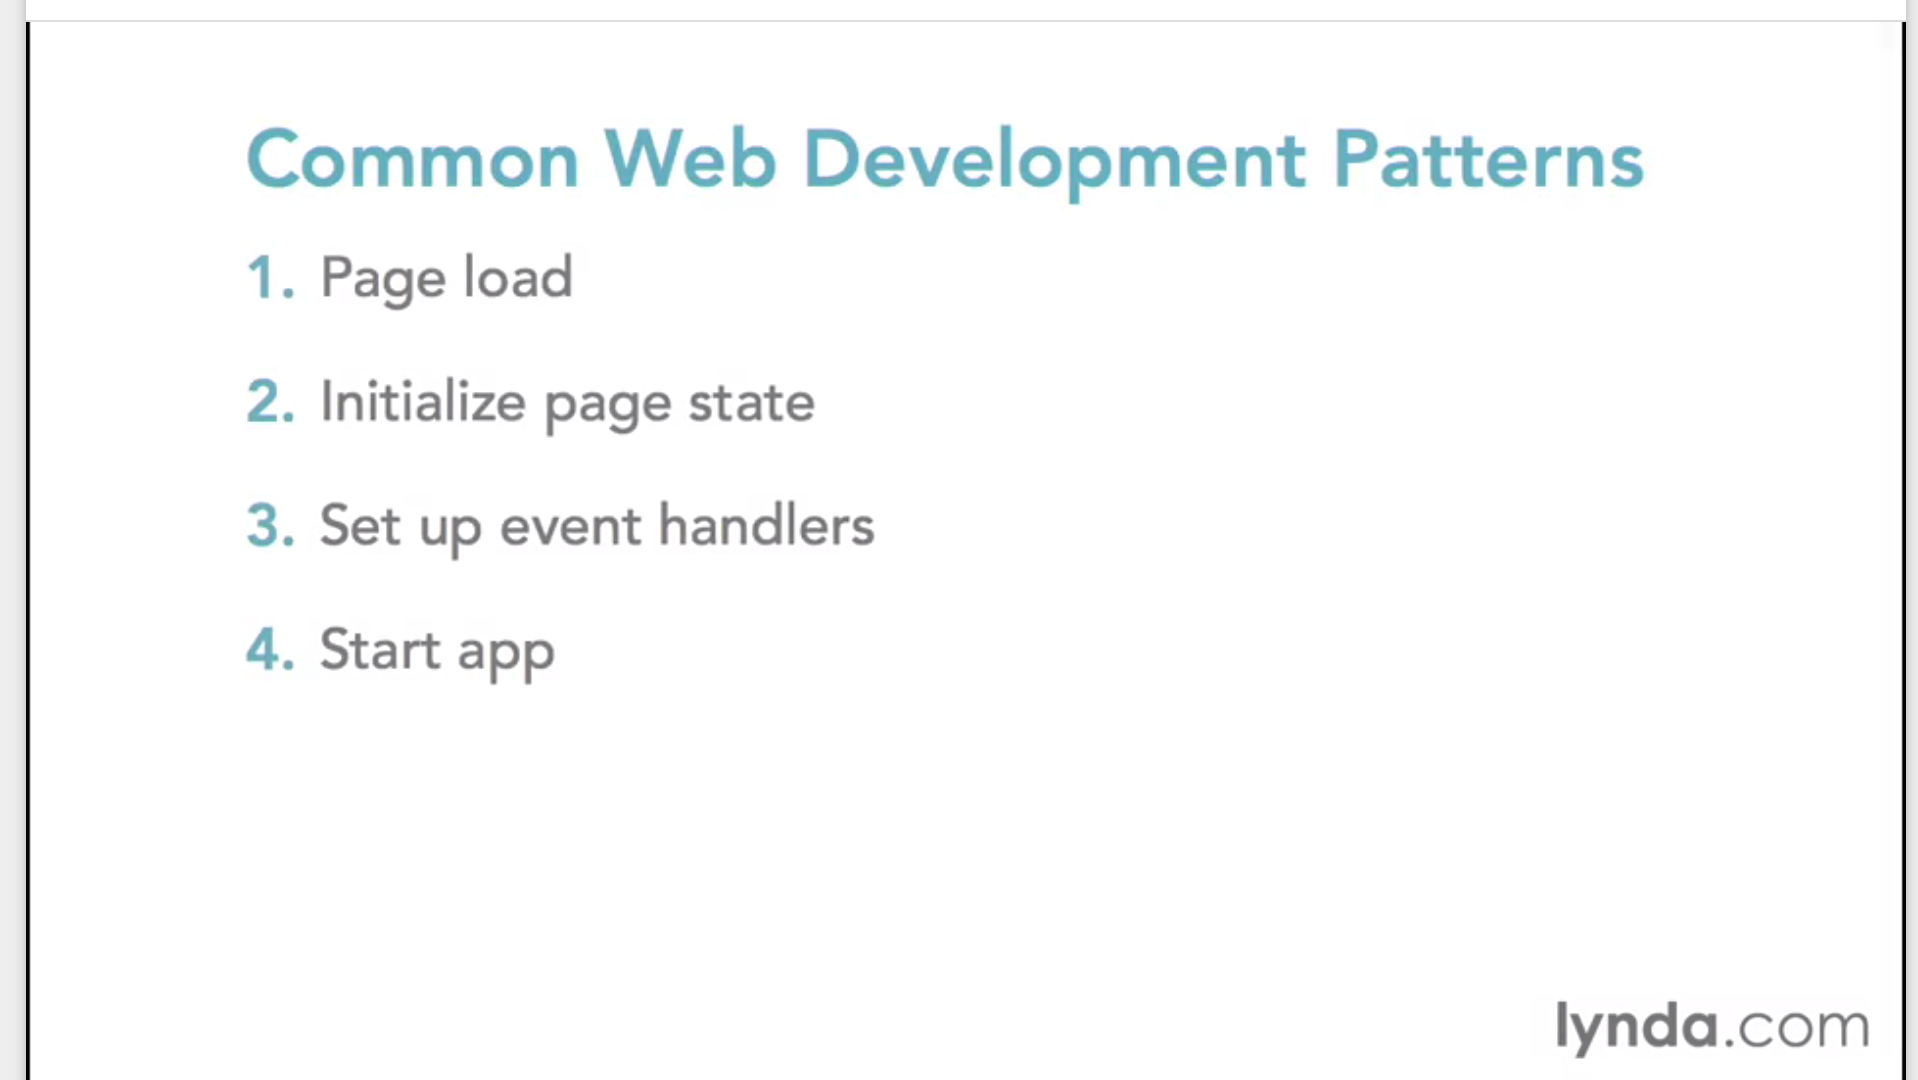 Common Web Development Patterns
1. Page load
2. Initialize page state
3. Set up event handlers
4. Start app
lynda.com